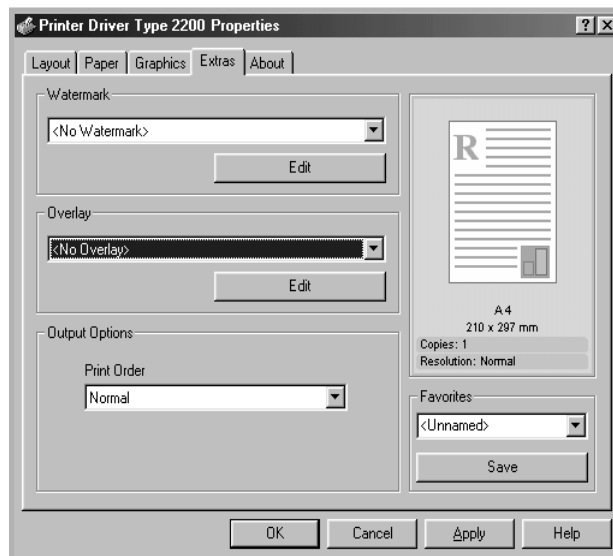 Printer Driver Type 2200 Properties
Layout Paper Graphics Extras About
Watermark
<No Watermark>
Edit
Overlay
<No Overlay>
Edit
Output Options
Print Order
Normal
R
A4
210 x 297 mm
Copies: 1
Resolution: Normal
Favorites
<Unnamed>
Save
OK Cancel Apply Help